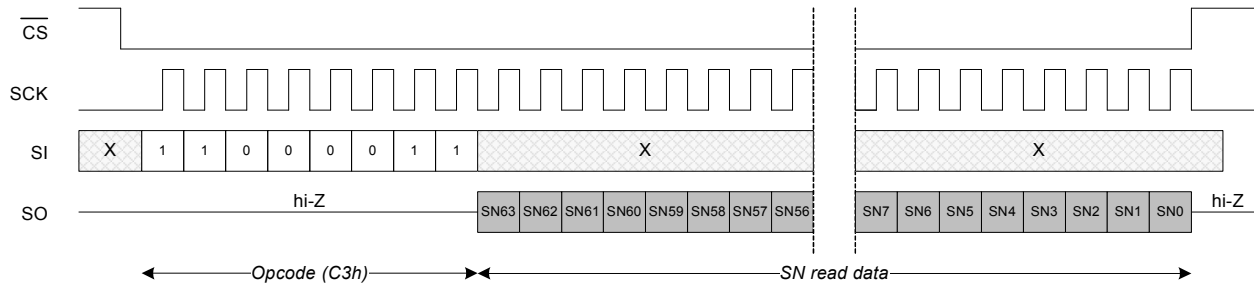 CS
SCK
SI X 1 1 0 0 0 0 1 1 X X
hi-Z hi-Z
SO SN63 SN62 SN61 SN60 SN59 SN58 SN57 SN56 SN7 SN6 SN5 SN4 SN3 SN2 SN1 SN0
Opcode (C3h) SN read data